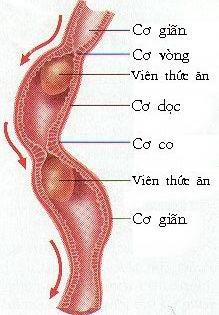 Cơ giãn
Cơ vòng
Viên thức ăn
Cơ dọc
Cơ co
Viên thức ăn
Cơ giãn